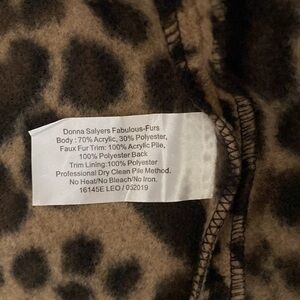 Donna Salyers Fabulous-Furs
Body : 70% Acrylic, 30% Polyester,
Faux Fur Trim: 100% Acrylic Pile,
100% Polyester Back
Trim Lining:100% Polyester
Professional Dry Clean Pile Method.
No Heat/No Bleach/No Iron.
16145E LEO / 052019